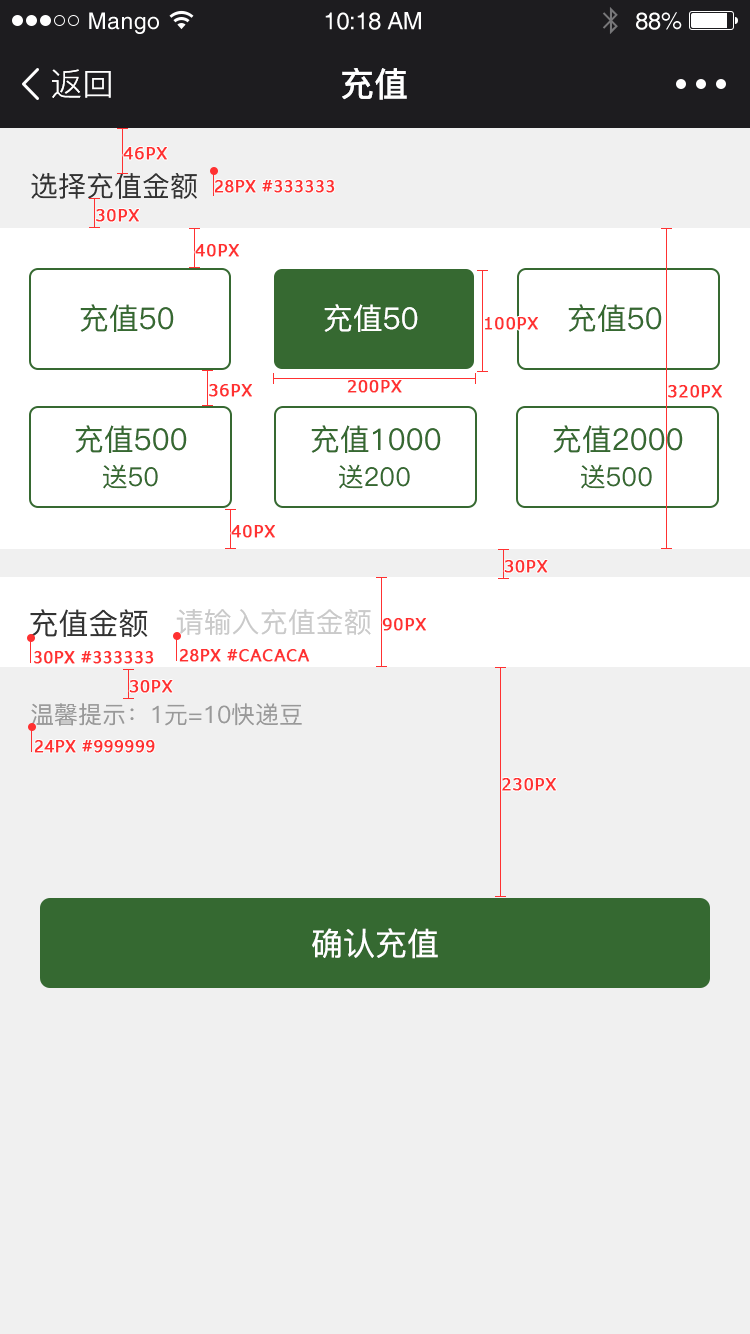 Mango 10:18 AM 88%
返回 充值
46PX
选择充值金额 28PX #333333
30PX
40PX
充值50 充值50 充值50
100PX
200PX
36PX
320PX
充值500 充值1000 充值2000
送50 送200 送500
40PX
30PX
充值金额 请输入充值金额 90PX
30PX #333333 28PX #CACACA
30PX
温馨提示：1元=10快递豆
24PX #999999
230PX
确认充值